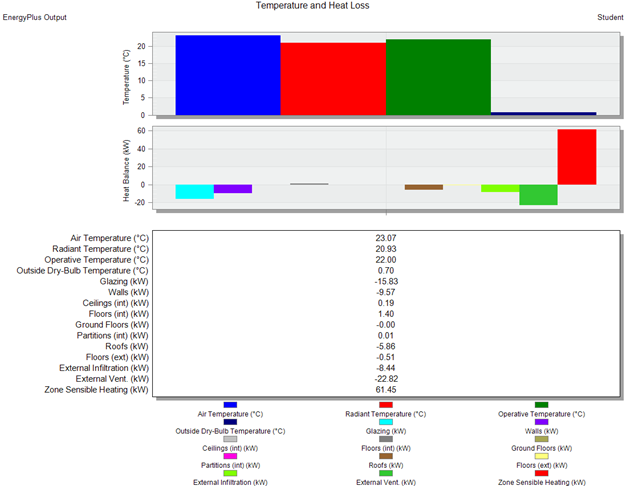 Temperature and Heat Loss
EnergyPlus Output Student
Temperature (°C)
20
15
10
5
0
Heat Balance (kW)
60
40
20
0
-20
Air Temperature (°C) 23.07
Radiant Temperature (°C) 20.93
Operative Temperature (°C) 22.00
Outside Dry-Bulb Temperature (°C) 0.70
Glazing (kW) -15.83
Walls (kW) -9.57
Ceilings (int) (kW) 0.19
Floors (int) (kW) 1.40
Ground Floors (kW) -0.00
Partitions (int) (kW) 0.01
Roofs (kW) -5.86
Floors (ext) (kW) -0.51
External Infiltration (kW) -8.44
External Vent. (kW) -22.82
Zone Sensible Heating (kW) 61.45
Air Temperature (°C) Radiant Temperature (°C) Operative Temperature (°C)
Outside Dry-Bulb Temperature (°C) Glazing (kW) Walls (kW)
Ceilings (int) (kW) Floors (int) (kW) Ground Floors (kW)
Partitions (int) (kW) Roofs (kW) Floors (ext) (kW)
External Infiltration (kW) External Vent. (kW) Zone Sensible Heating (kW)